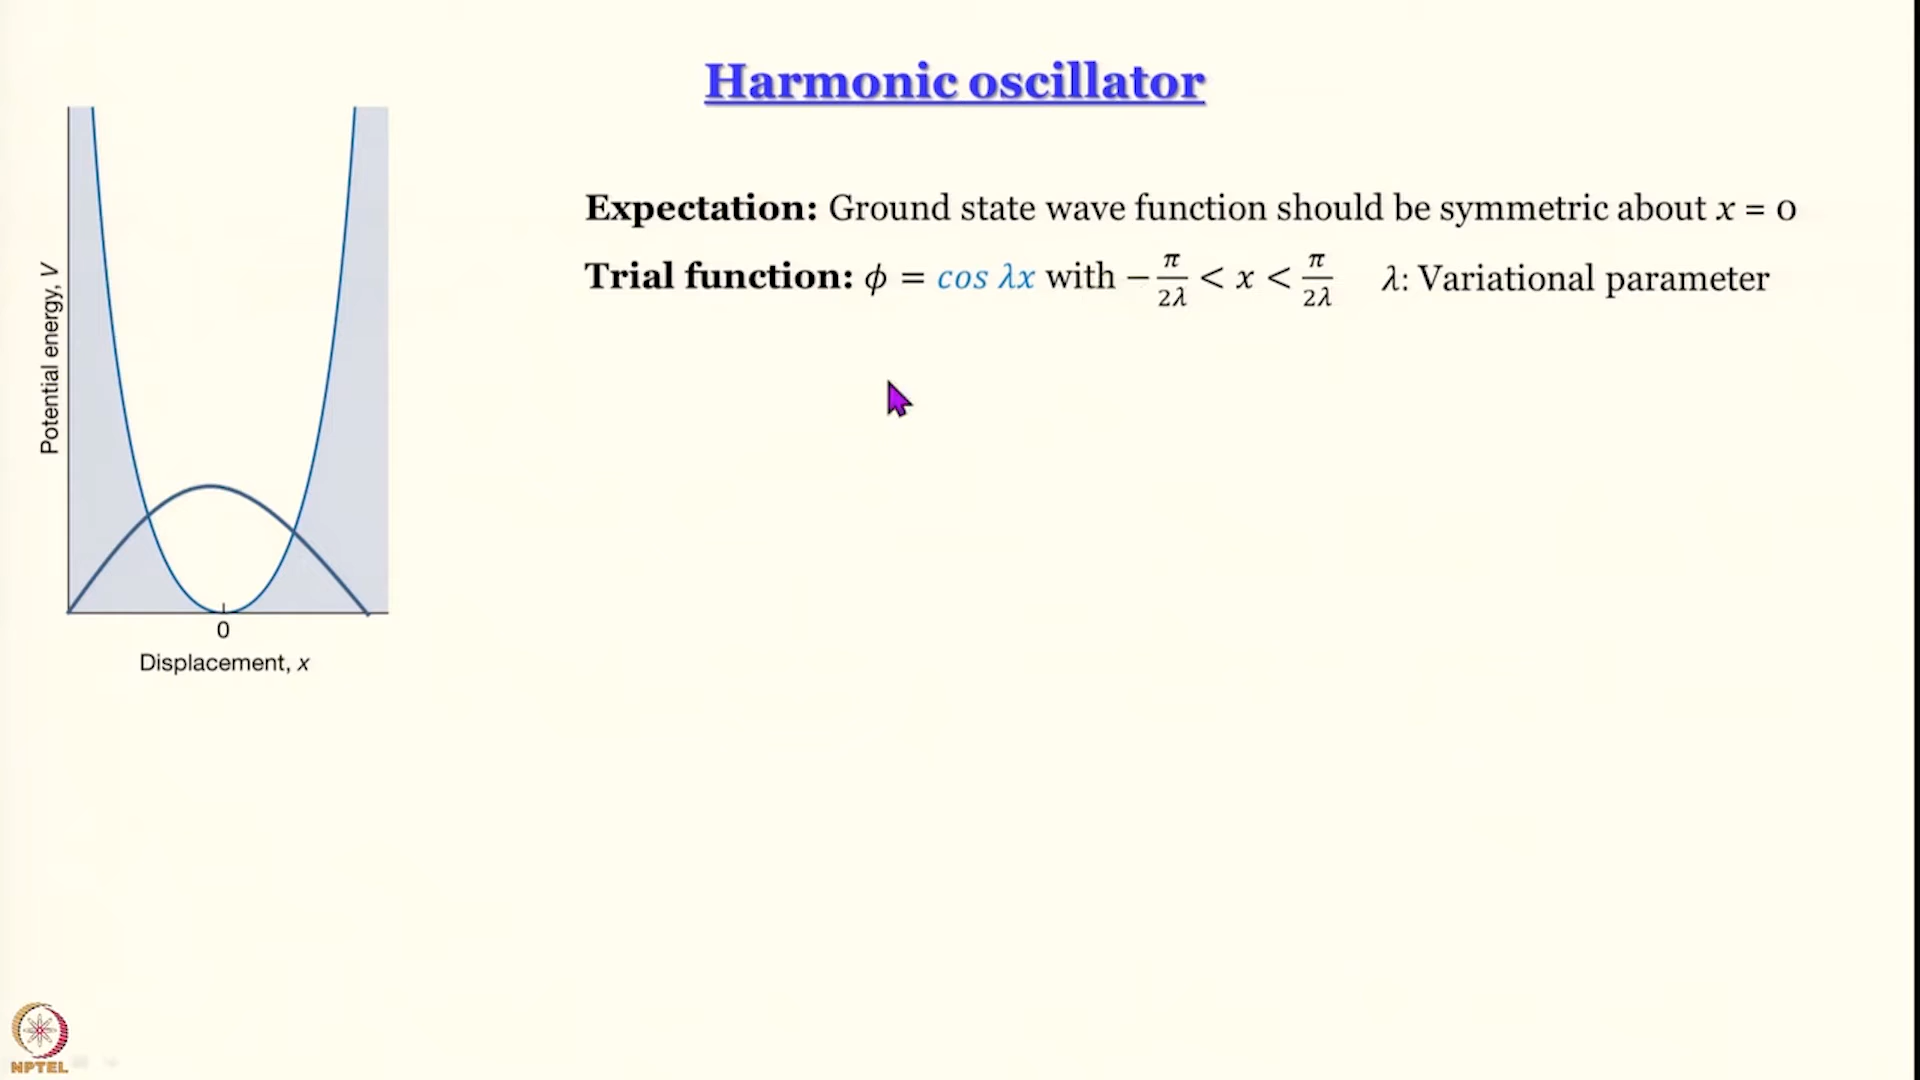 Harmonic oscillator
Expectation: Ground state wave function should be symmetric about x = 0
Trial function: ϕ = cos λx with −π/2λ < x < π/2λ λ: Variational parameter
Potential energy, V
0
Displacement, x
NPTEL